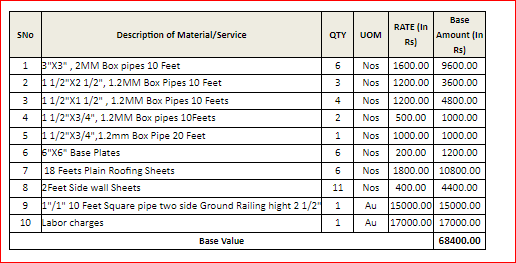 SNo Description of Material/Service QTY UOM RATE (In Rs) Base Amount (In Rs)
1 3"X3" , 2MM Box pipes 10 Feet 6 Nos 1600.00 9600.00
2 1 1/2"X2 1/2", 1.2MM Box Pipes 10 Feet 3 Nos 1200.00 3600.00
3 1 1/2"X1 1/2" , 1.2MM Box Pipes 10 Feets 4 Nos 1200.00 4800.00
4 1 1/2"X3/4", 1.2MM Box pipes 10Feets 2 Nos 500.00 1000.00
5 1 1/2"X3/4",1.2mm Box Pipe 20 Feet 1 Nos 1000.00 1000.00
6 6"X6" Base Plates 6 Nos 200.00 1200.00
7 18 Feets Plain Roofing Sheets 6 Nos 1800.00 10800.00
8 2Feet Side wall Sheets 11 Nos 400.00 4400.00
9 1"/1" 10 Feet Square pipe two side Ground Railing hight 2 1/2" 1 Au 15000.00 15000.00
10 Labor charges 1 Au 17000.00 17000.00
Base Value 68400.00